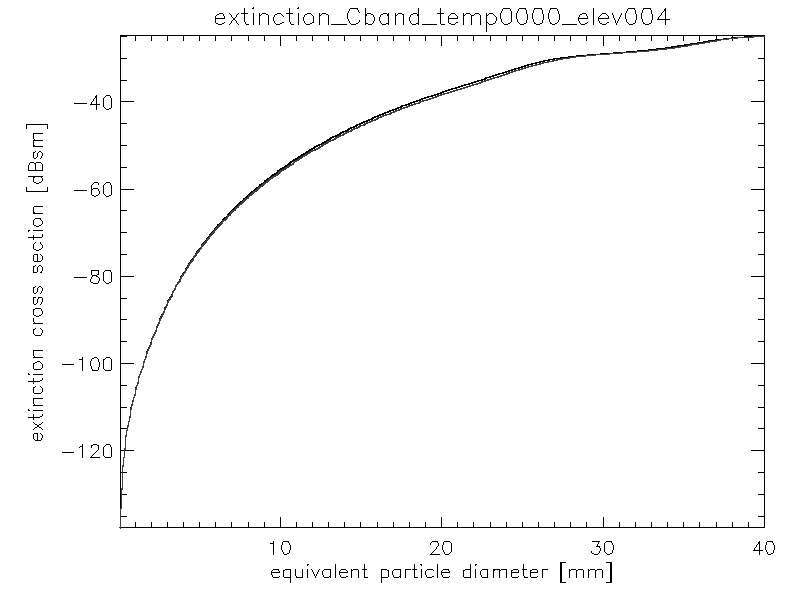 extinction_Cband_temp0000_elev004
extinction cross section [dBsm]
−40
−60
−80
−100
−120
10 20 30 40
equivalent particle diameter [mm]